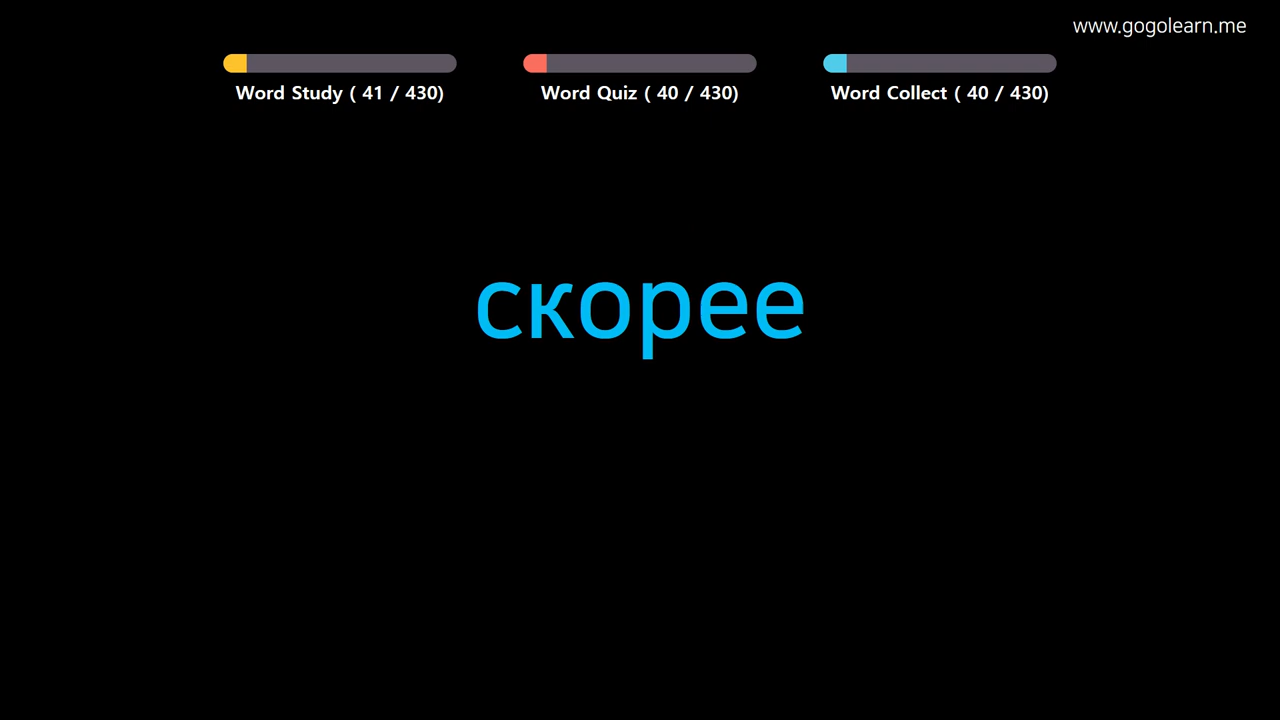 www.gogolearn.me
Word Study ( 41 / 430)
Word Quiz ( 40 / 430)
Word Collect ( 40 / 430)
скорее